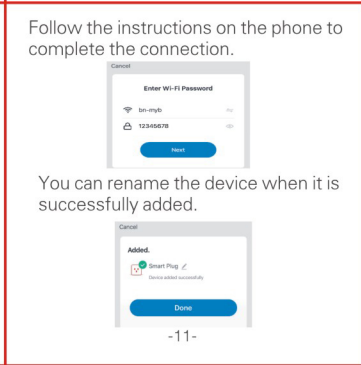 Follow the instructions on the phone to
complete the connection.
Cancel
Enter Wi-Fi Password
bn-myb
12345678
Next
You can rename the device when it is
successfully added.
Cancel
Added.
Smart Plug
Device added successfully
Done
-11-